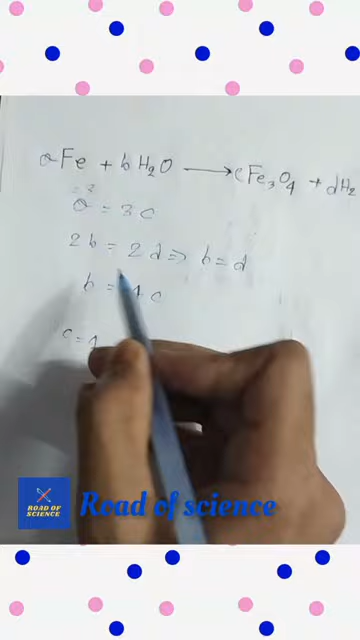 aFe + bH₂O → cFe₃O₄ + dH₂
a = 3c
2b = 2d ⇒ b = d
b = 4c
c = 1
ROAD OF
SCIENCE
Road of science